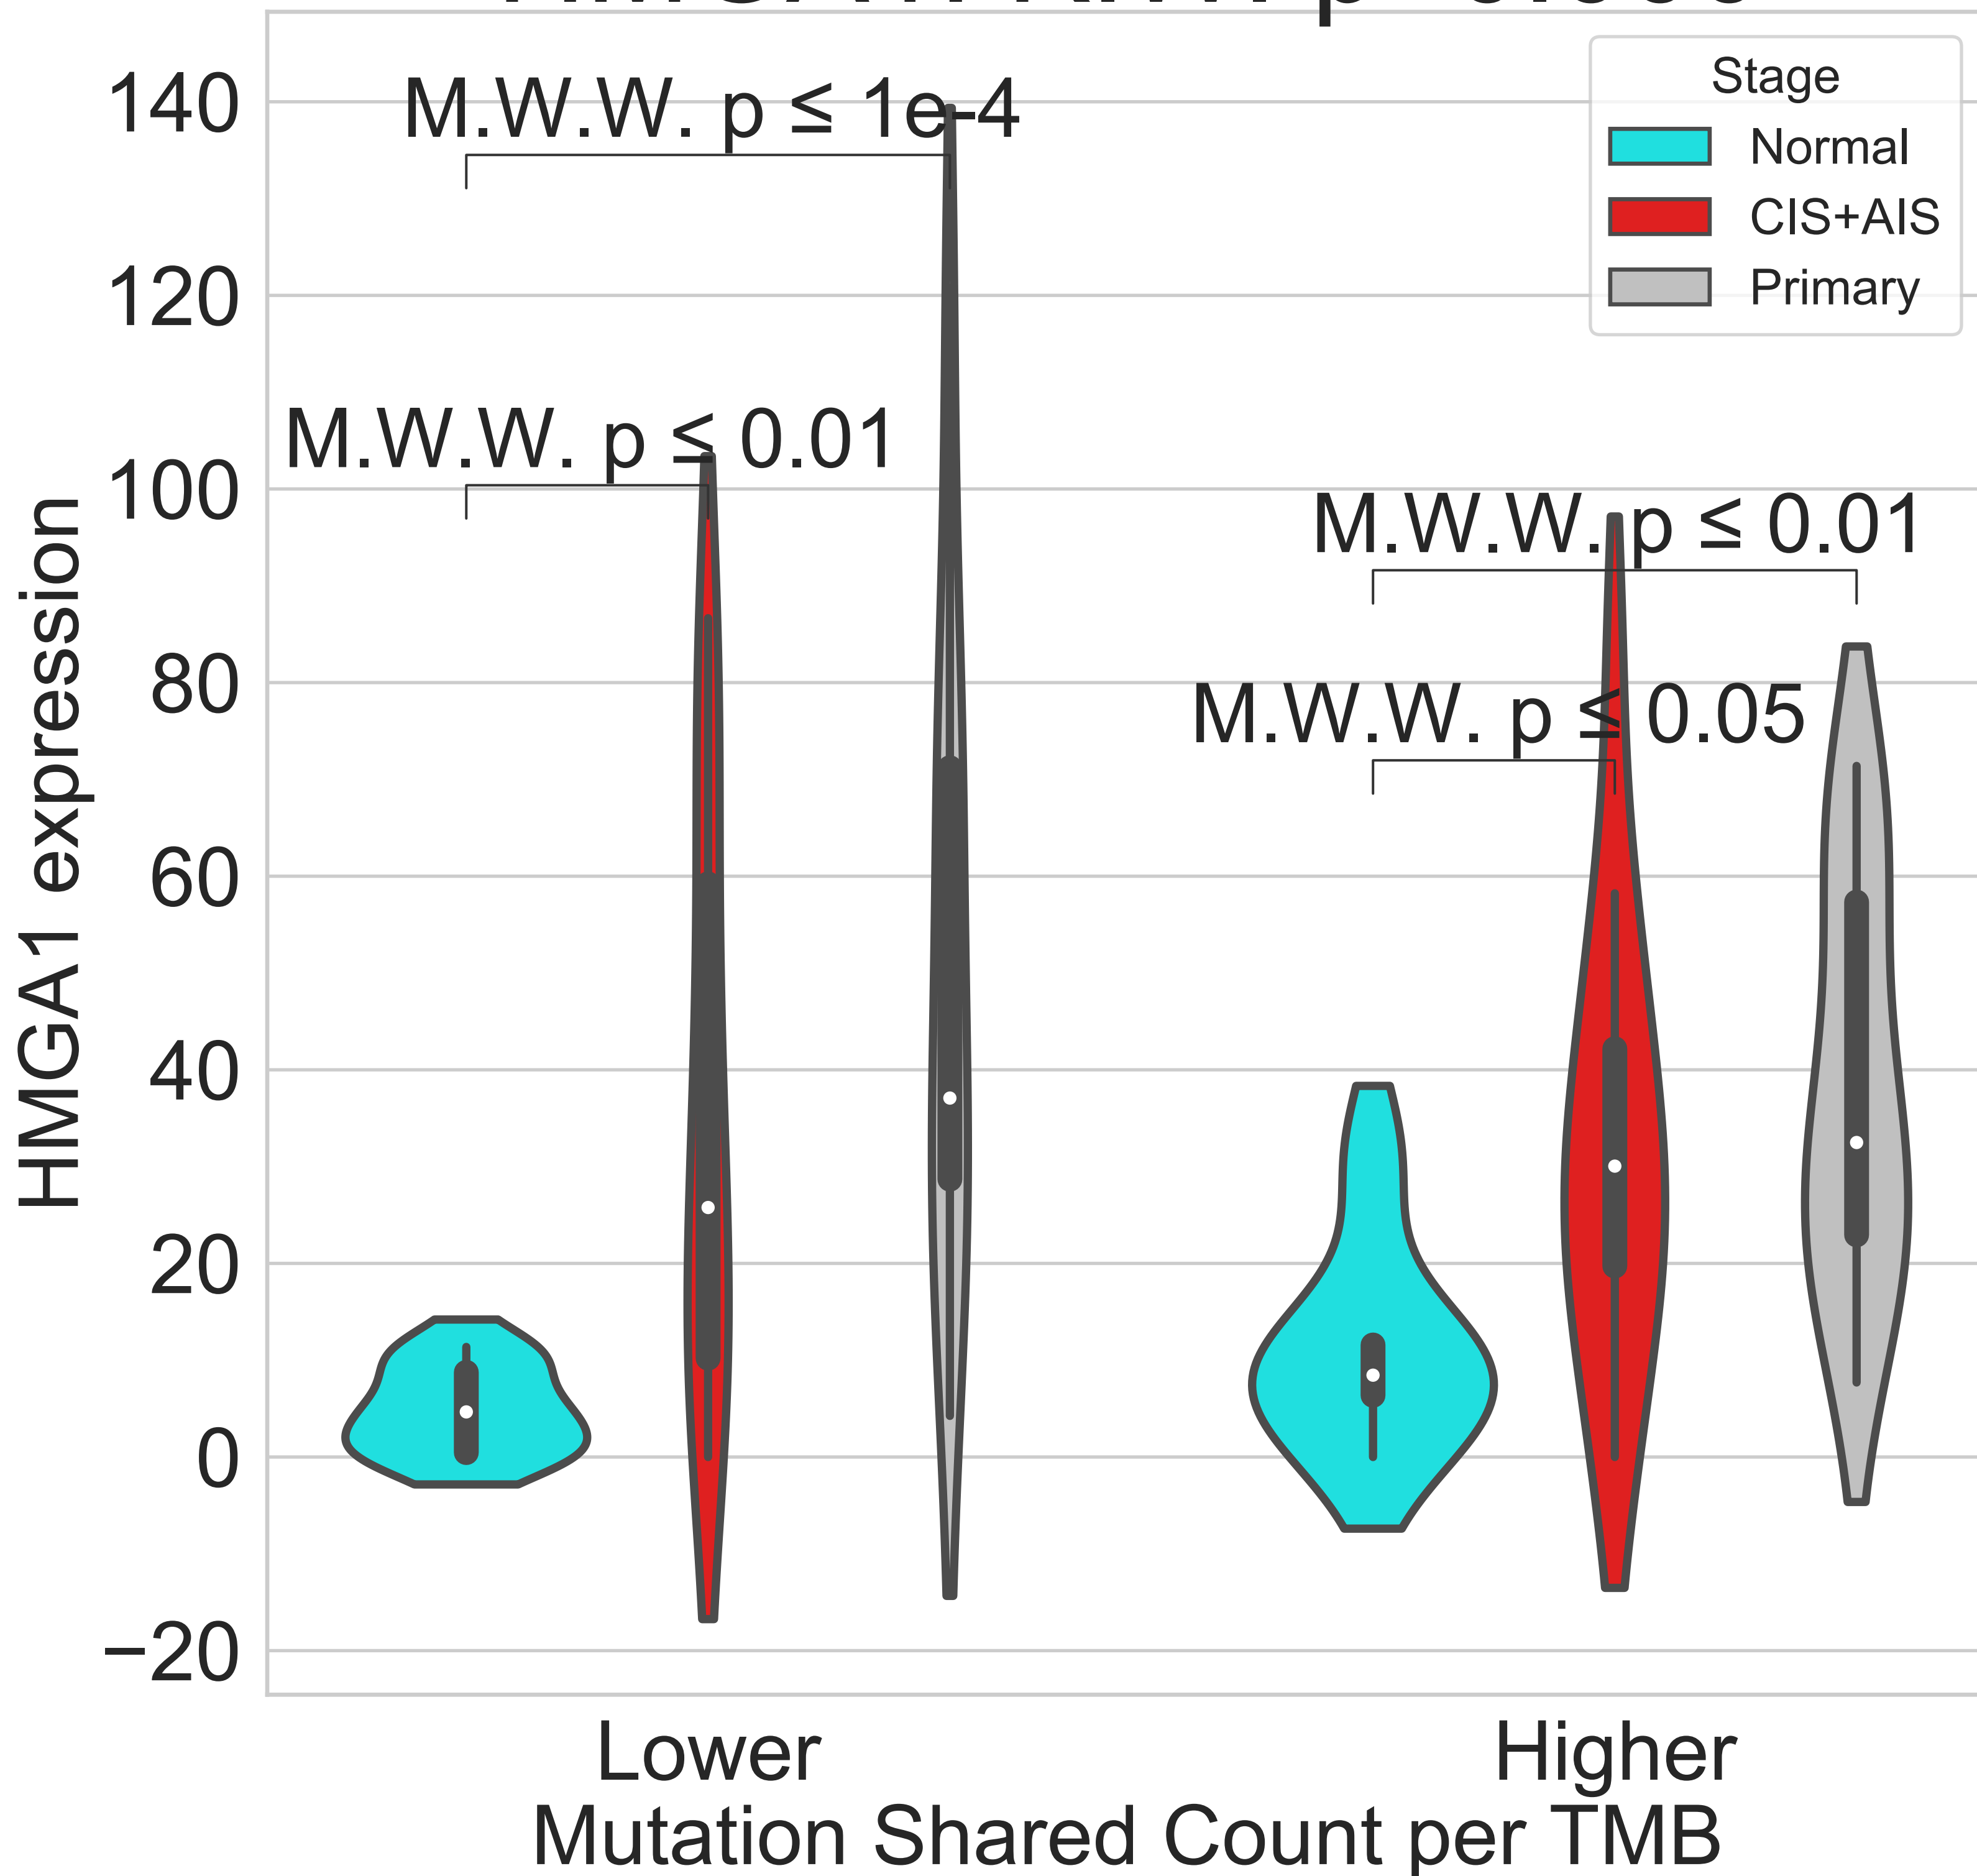 140
120
100
80
60
40
20
0
−20
HMGA1 expression
M.W.W. p ≤ 1e-4
M.W.W. p ≤ 0.01
M.W.W. p ≤ 0.01
M.W.W. p ≤ 0.05
Stage
Normal
CIS+AIS
Primary
Lower
Higher
Mutation Shared Count per TMB